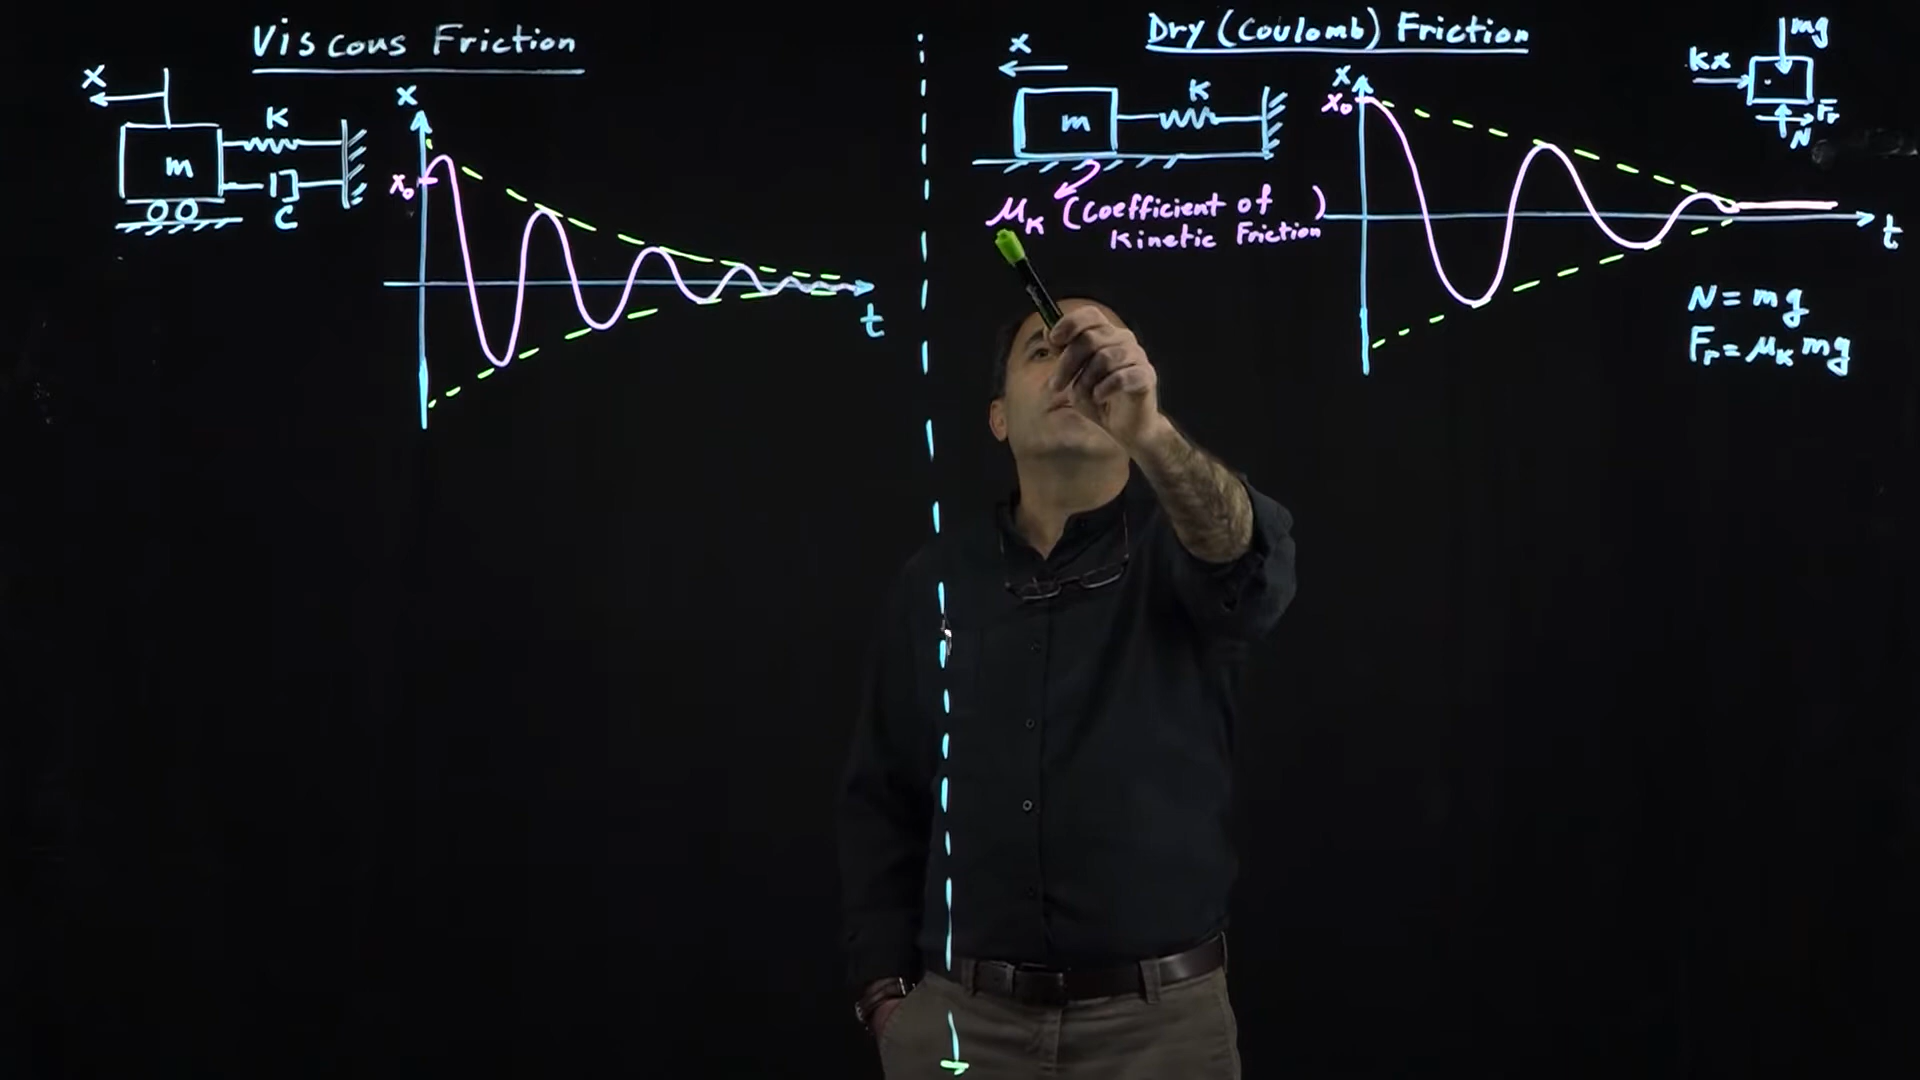 Viscous Friction
x
m
K
C
x
x₀
t
Dry (Coulomb) Friction
x
m
K
μₖ (Coefficient of
Kinetic Friction)
x
x₀
t
mg
Kx
Fr
N
N = mg
Fr = μₖ mg